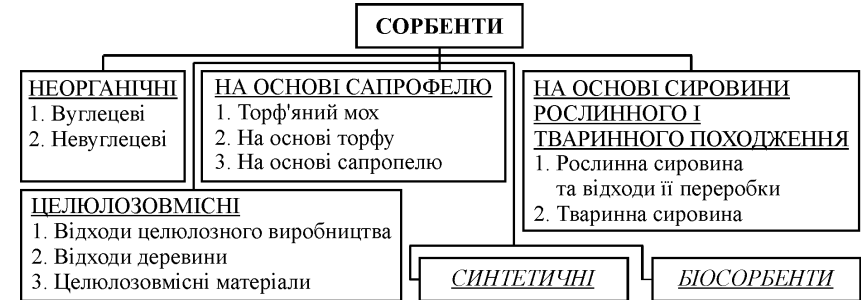 СОРБЕНТИ
НЕОРГАНІЧНІ
1. Вуглецеві
2. Невуглецеві
НА ОСНОВІ САПРОФЕЛЮ
1. Торф'яний мох
2. На основі торфу
3. На основі сапропелю
НА ОСНОВІ СИРОВИНИ
РОСЛИННОГО І
ТВАРИННОГО ПОХОДЖЕННЯ
1. Рослинна сировина
та відходи її переробки
2. Тваринна сировина
ЦЕЛЮЛОЗОВМІСНІ
1. Відходи целюлозного виробництва
2. Відходи деревини
3. Целюлозовмісні матеріали
СИНТЕТИЧНІ
БІОСОРБЕНТИ